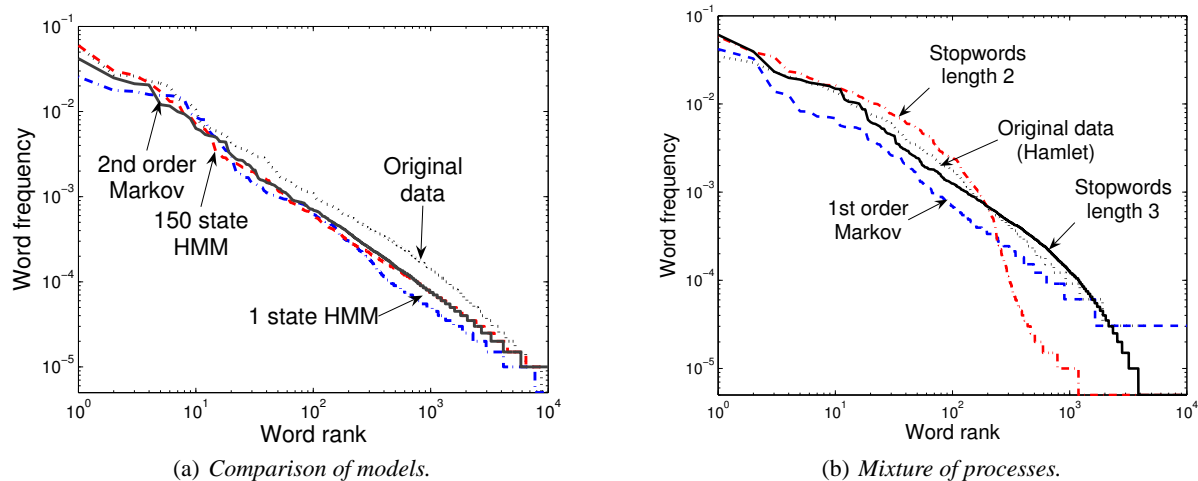 10^-1
10^-2
10^-3
10^-4
10^-5
Word frequency
2nd order
Markov
150 state
HMM
Original
data
1 state HMM
10^0 10^1 10^2 10^3 10^4
Word rank
(a) Comparison of models.
10^-1
10^-2
10^-3
10^-4
10^-5
Word frequency
Stopwords
length 2
Original data
(Hamlet)
Stopwords
length 3
1st order
Markov
10^0 10^1 10^2 10^3 10^4
Word rank
(b) Mixture of processes.